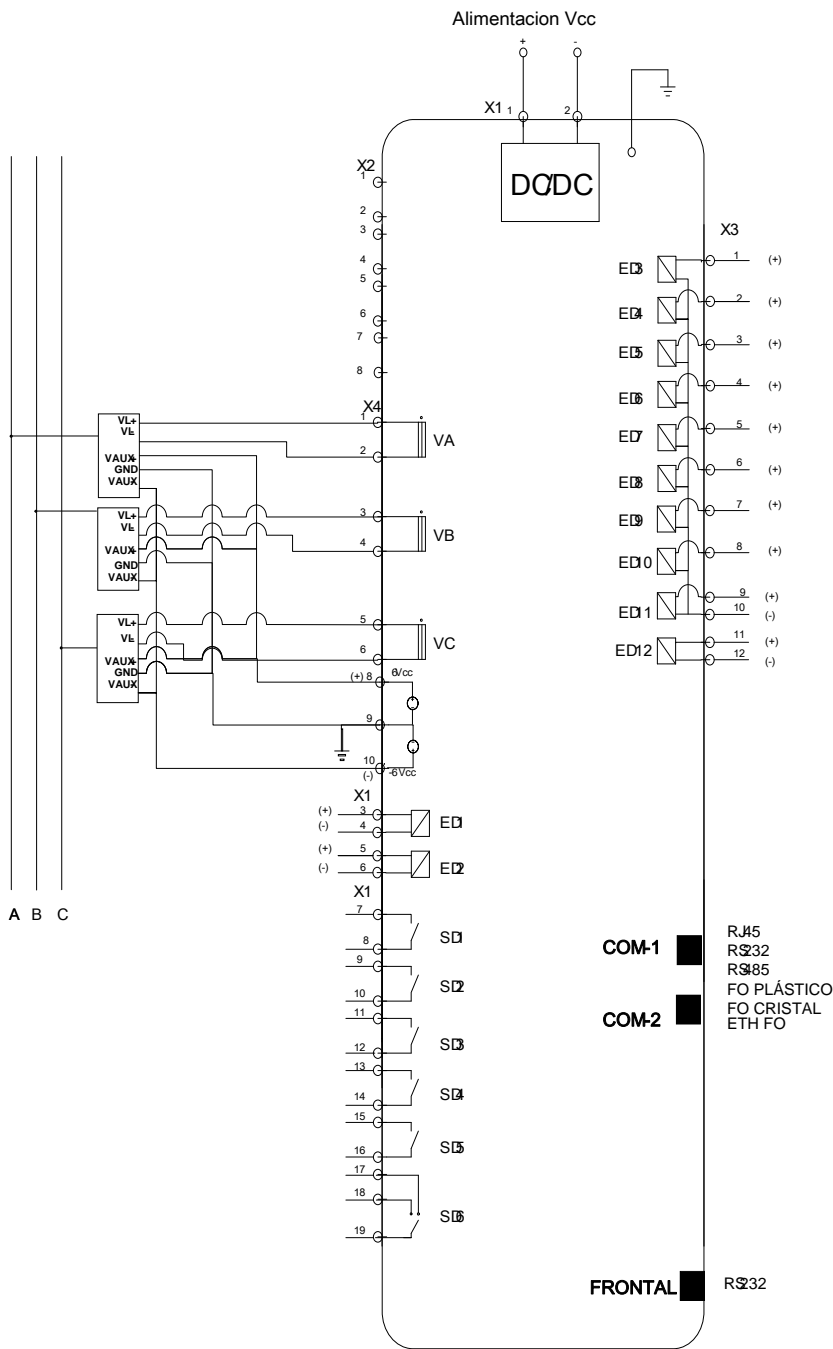 Alimentacion Vcc
+ -
X1 1 2
DC/DC
X2
1
2
3
4
5
6
7
8
X4
1
VA
2
VL+
VL-
VAUX+
GND
VAUX-
3
VB
4
VL+
VL-
VAUX+
GND
VAUX-
5
VC
6
VL+
VL-
VAUX+
GND
VAUX-
(+) 8 6Vcc
9
10
(-) -6Vcc
X1
(+) 3
(-) 4
ED1
(+) 5
(-) 6
ED2
X1
7
8
SD1
9
10
SD2
11
12
SD3
13
14
SD4
15
16
SD5
17
18
19
SD6
A B C
X3
ED3 1 (+)
ED4 2 (+)
ED5 3 (+)
ED6 4 (+)
ED7 5 (+)
ED8 6 (+)
ED9 7 (+)
ED10 8 (+)
ED11 9 (+)
10 (-)
ED12 11 (+)
12 (-)
COM-1
COM-2
RJ45
RS232
RS485
FO PLÁSTICO
FO CRISTAL
ETH FO
FRONTAL RS232